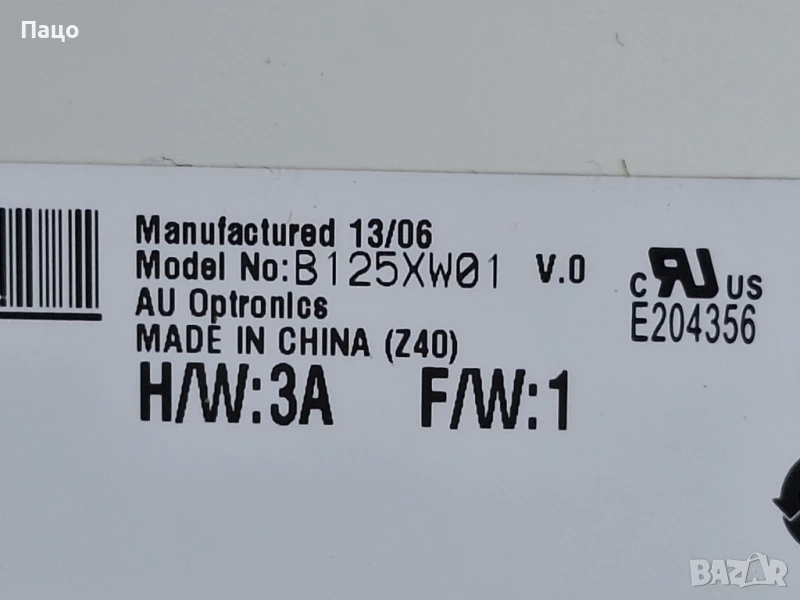 Пацо
Manufactured 13/06
Model No:B125XW01 V.0
AU Optronics
MADE IN CHINA (Z40)
H/W:3A F/W:1
c RU US
E204356
BAZAR